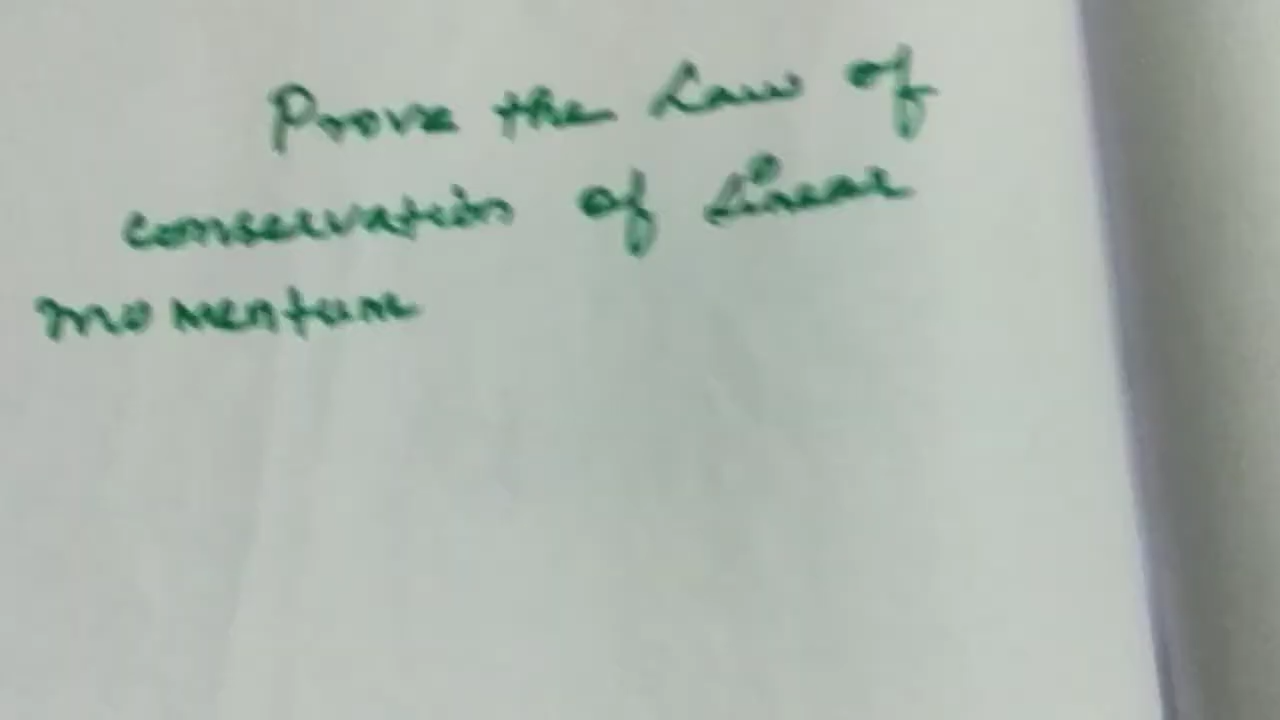 Prove the Law of
conservation of Linear
momentum